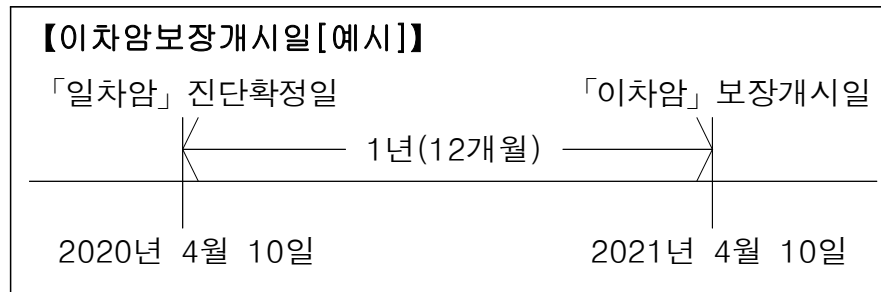 【이차암보장개시일[예시]】
「일차암」진단확정일 「이차암」보장개시일
1년(12개월)
2020년 4월 10일 2021년 4월 10일